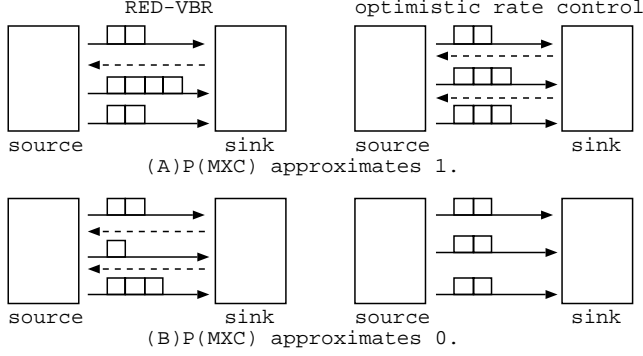 RED-VBR optimistic rate control
source sink source sink
(A)P(MXC) approximates 1.
source sink source sink
(B)P(MXC) approximates 0.